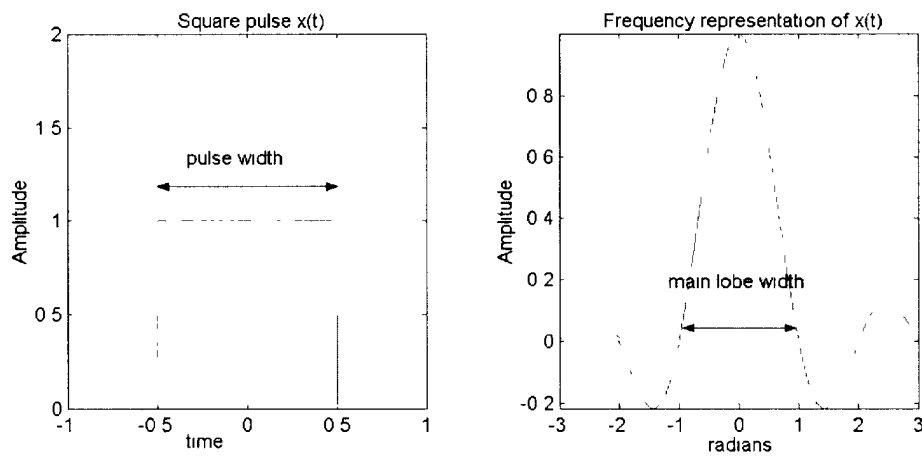 Square pulse x(t)
2
1 5
1
0 5
0
Amplitude
pulse width
-1
-0 5
0
0 5
1
time
Frequency representation of x(t)
0 8
0 6
0 4
0 2
0
-0 2
Amplitude
main lobe width
-3
-2
-1
0
1
2
3
radians